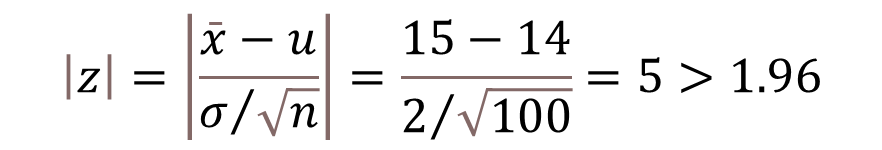 |z| = |(x̄ − u)/(σ/√n)| = (15 − 14)/(2/√100) = 5 > 1.96